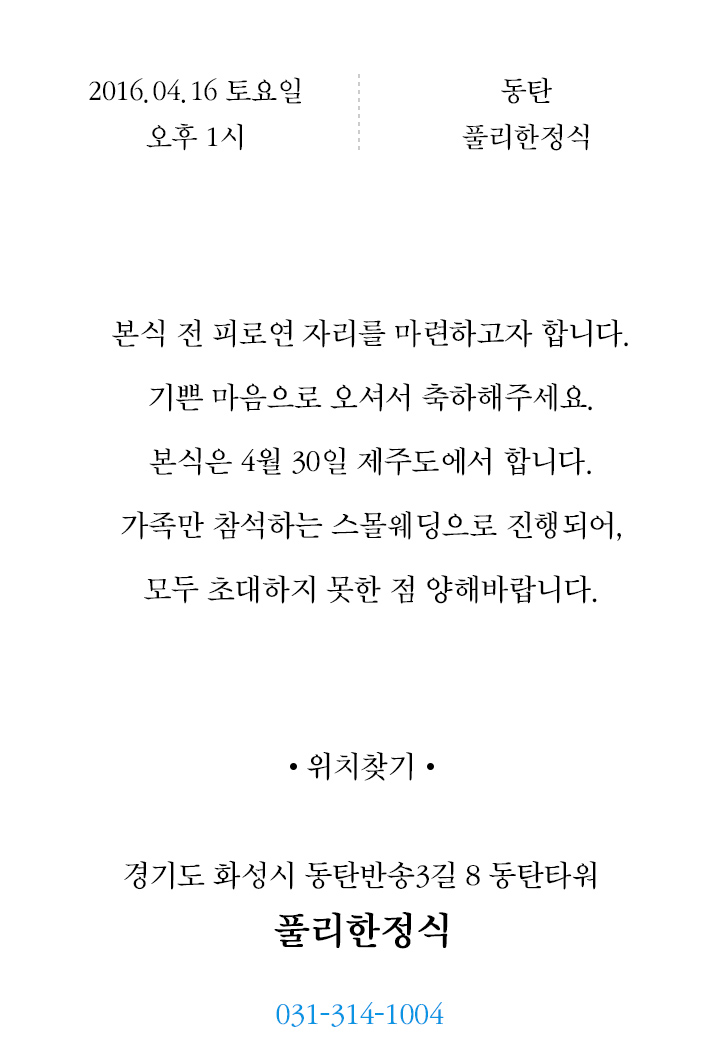 2016.04.16 토요일
오후 1시
동탄
풀리한정식
본식 전 피로연 자리를 마련하고자 합니다.
기쁜 마음으로 오셔서 축하해주세요.
본식은 4월 30일 제주도에서 합니다.
가족만 참석하는 스몰웨딩으로 진행되어,
모두 초대하지 못한 점 양해바랍니다.
• 위치찾기 •
경기도 화성시 동탄반송3길 8 동탄타워
풀리한정식
031-314-1004